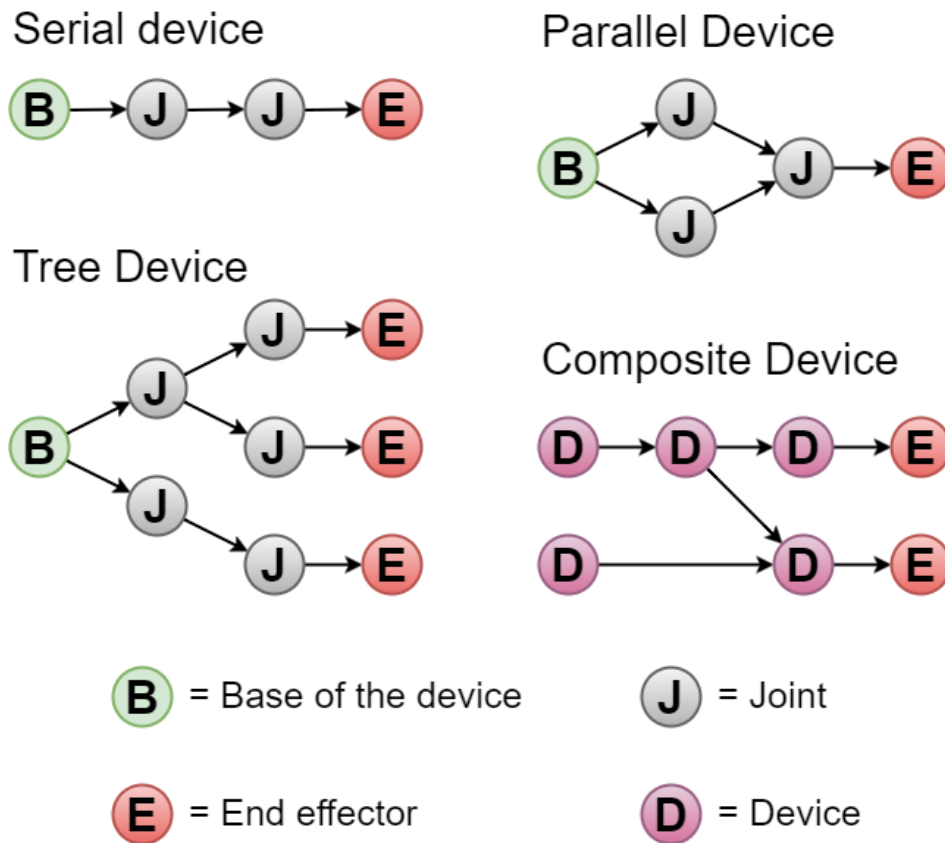 Serial device
B J J E
Parallel Device
J
B J E
J
Tree Device
J E
J
B J E
J
J E
Composite Device
D D D E
D D E
B = Base of the device
J = Joint
E = End effector
D = Device